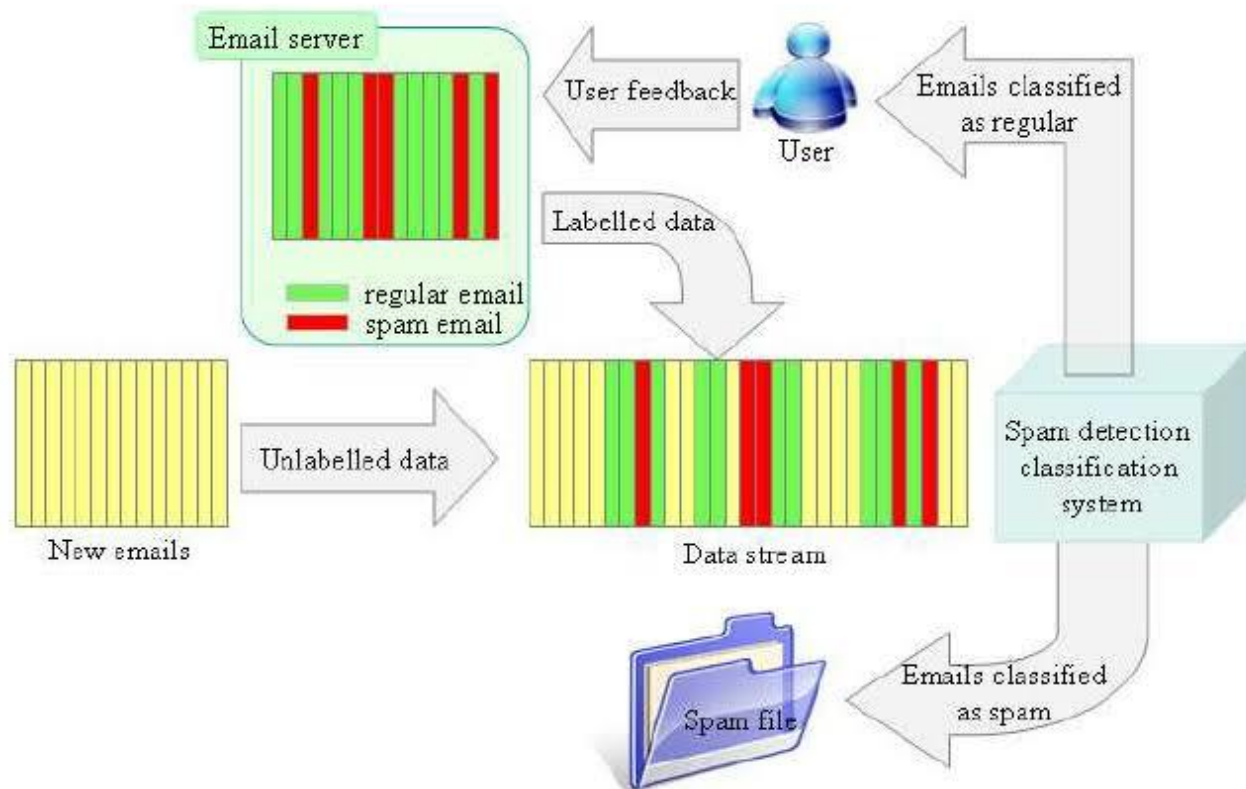 Email server
User feedback
Emails classified
as regular
User
Labelled data
regular email
spam email
Unlabelled data
Spam detection
classification
system
New emails
Data stream
Emails classified
as spam
Spam file